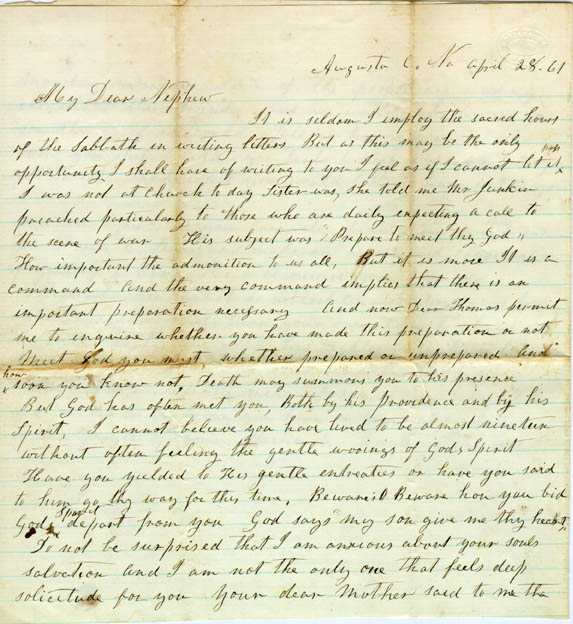 Augusta C. Va April 28. 61
My Dear Nephew
It is seldom I employ the sacred hours
of the Sabbath in writing letters But as this may be the only
opportunity I shall have of writing to you I feel as if I cannot let it pass
I was not at church to day Sister was, she told me Mr Junkin
preached particularly to those who are daily expecting a call to
the scene of war His subject was "Prepare to meet thy God"
How important the admonition to us all, But it is more It is a
command And the very command implies that there is an
important preparation necessary And now Dear Thomas permit
me to inquire whether you have made this preparation or not
Meet God you must, whether prepared or unprepared And
how soon you know not, Death may summons you to his presence
But God has often met you, Both by his Providence and by his
Spirit, I cannot believe you have lived to be almost nineteen
without often feeling the gentle wooings of Gods Spirit
Have you yielded to His gentle entreaties or have you said
to him go thy way for this time, Beware O Beware how you bid
Gods Spirit depart from you God says "my son give me thy heart,"
Do not be surprised that I am anxious about your souls
salvation and I am not the only one that feels deep
solicitude for you Your dear Mother said to me the